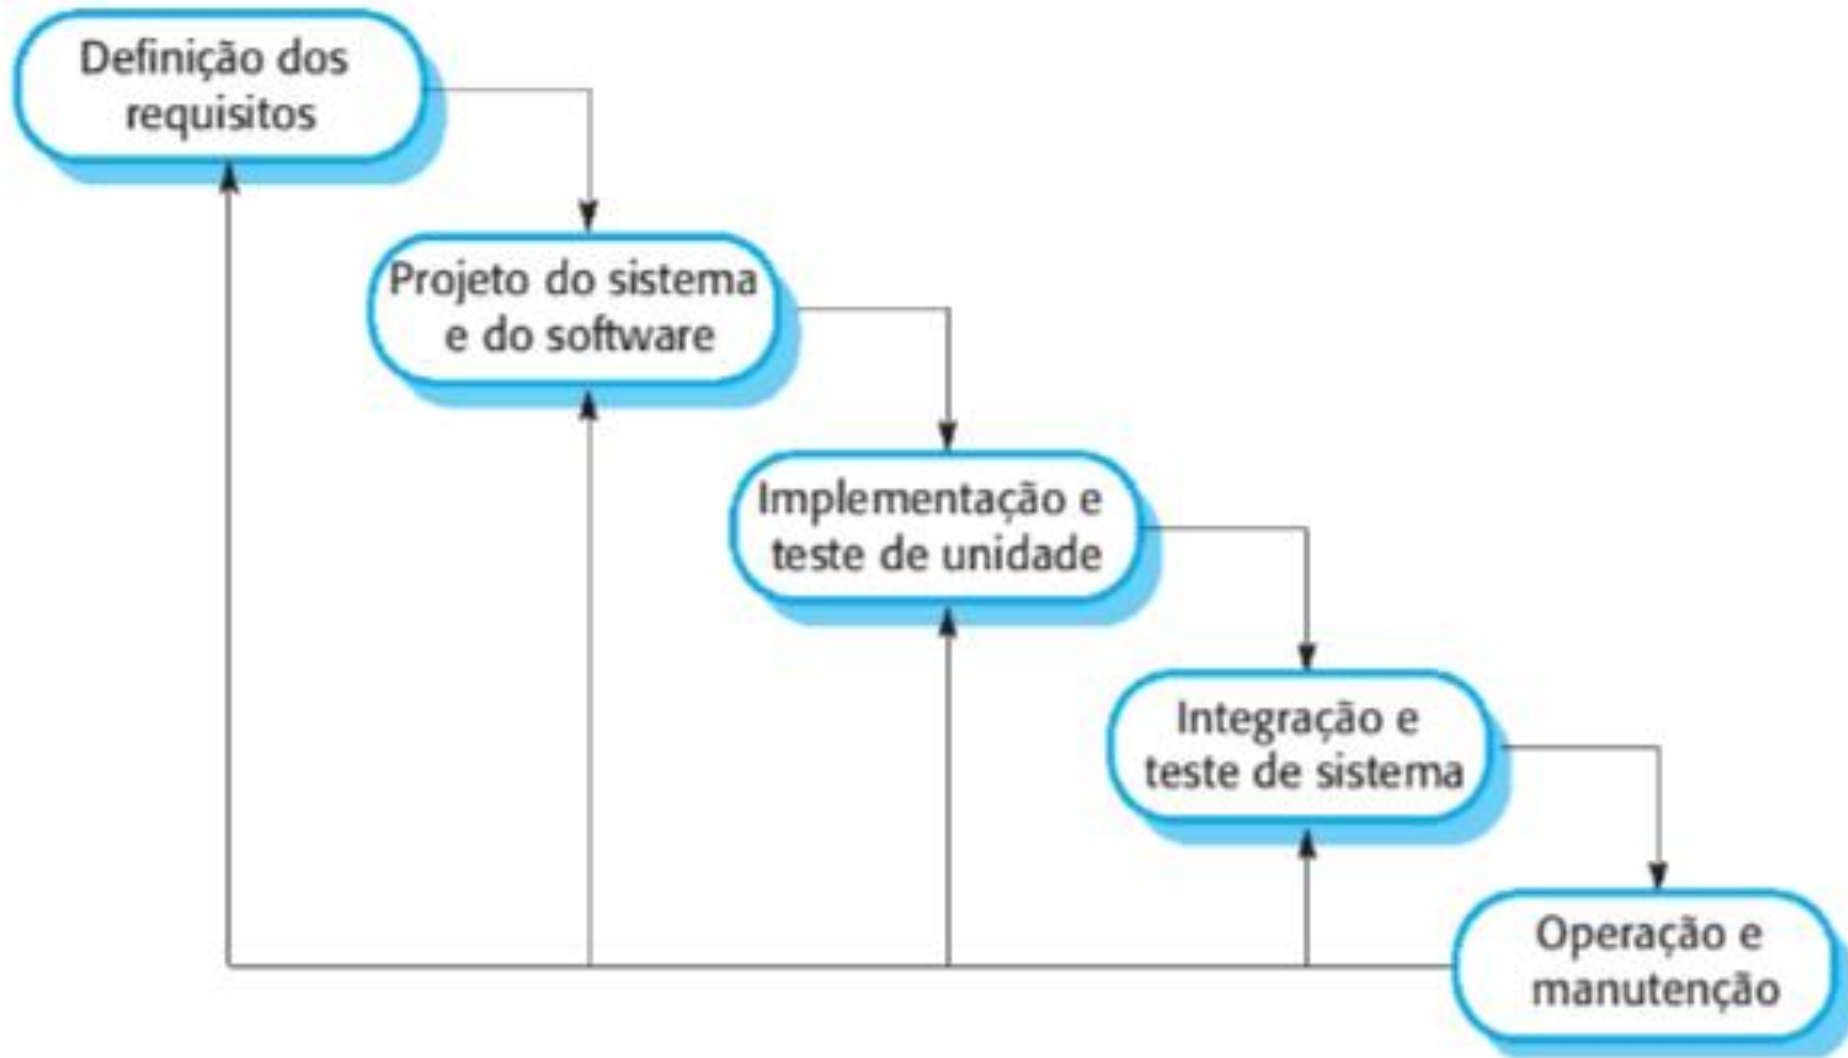 Definição dos
requisitos
Projeto do sistema
e do software
Implementação e
teste de unidade
Integração e
teste de sistema
Operação e
manutenção